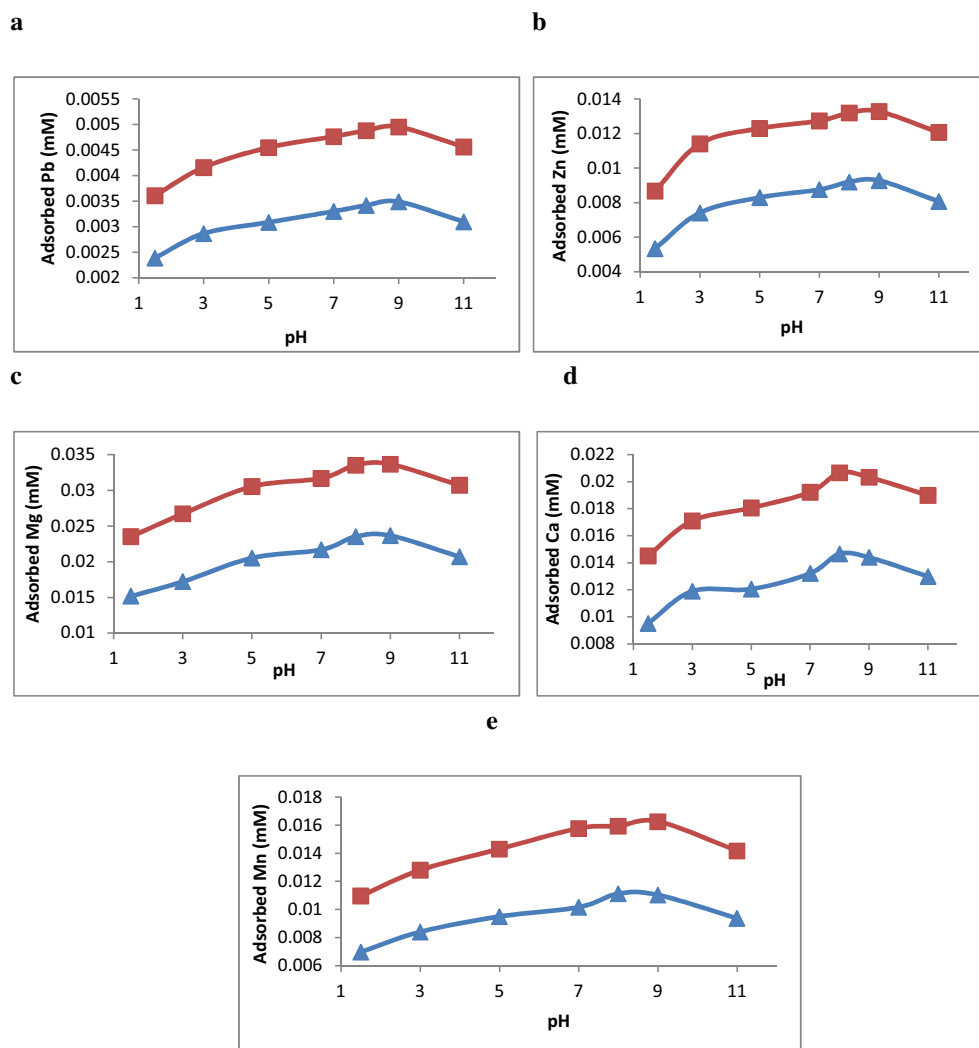 a
b
Adsorbed Pb (mM)
0.0055
0.005
0.0045
0.004
0.0035
0.003
0.0025
0.002
1 3 5 7 9 11
pH
Adsorbed Zn (mM)
0.014
0.012
0.01
0.008
0.006
0.004
1 3 5 7 9 11
pH
c
d
Adsorbed Mg (mM)
0.035
0.03
0.025
0.02
0.015
0.01
1 3 5 7 9 11
pH
Adsorbed Ca (mM)
0.022
0.02
0.018
0.016
0.014
0.012
0.01
0.008
1 3 5 7 9 11
pH
e
Adsorbed Mn (mM)
0.018
0.016
0.014
0.012
0.01
0.008
0.006
1 3 5 7 9 11
pH